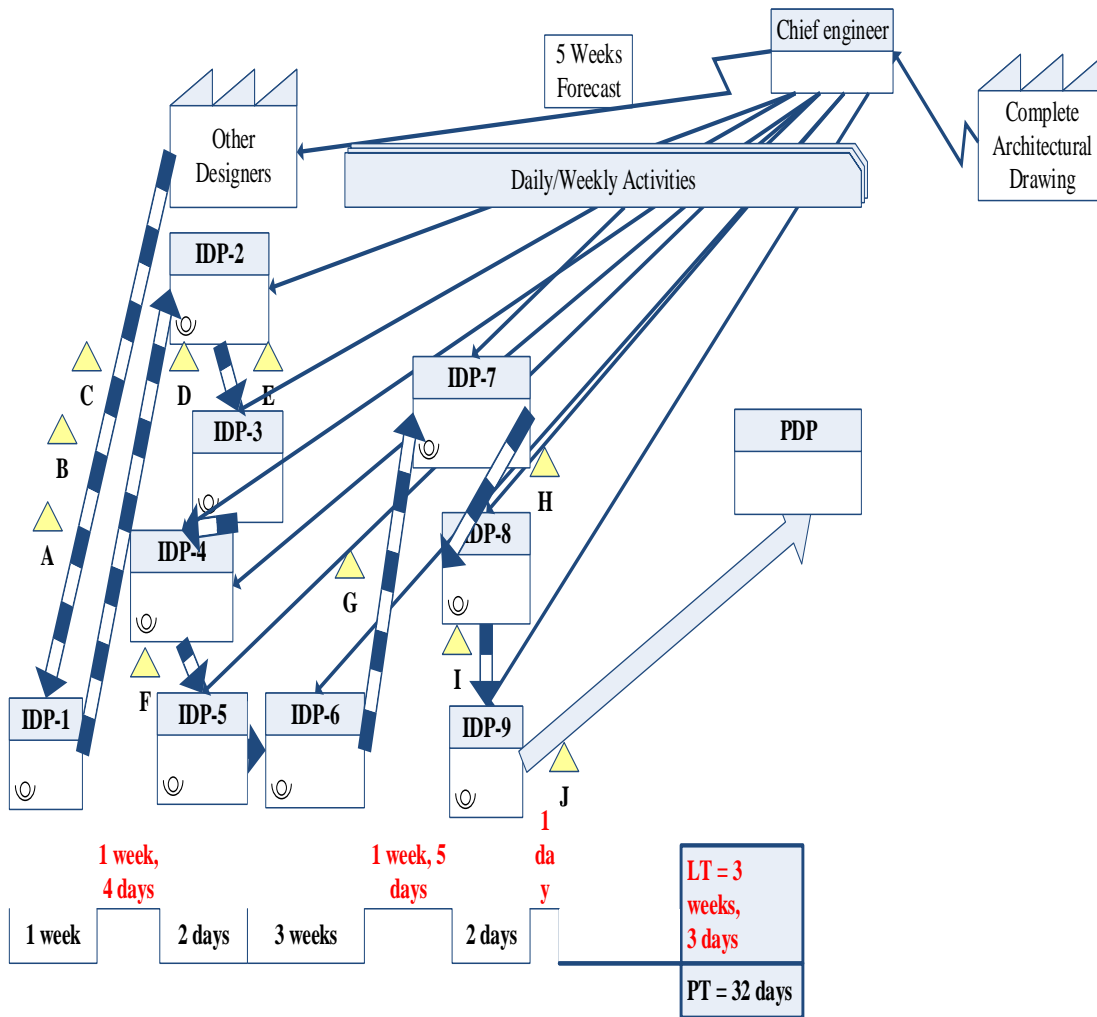 Chief engineer
5 Weeks
Forecast
Complete
Architectural
Drawing
Other
Designers
Daily/Weekly Activities
IDP-2
C
D
E
IDP-7
IDP-3
PDP
B
H
A
IDP-8
IDP-4
G
F
I
IDP-1
IDP-5
IDP-6
IDP-9
J
1 week,
4 days
1 week, 5
days
1
da
y
1 week
2 days
3 weeks
2 days
LT = 3
weeks,
3 days
PT = 32 days